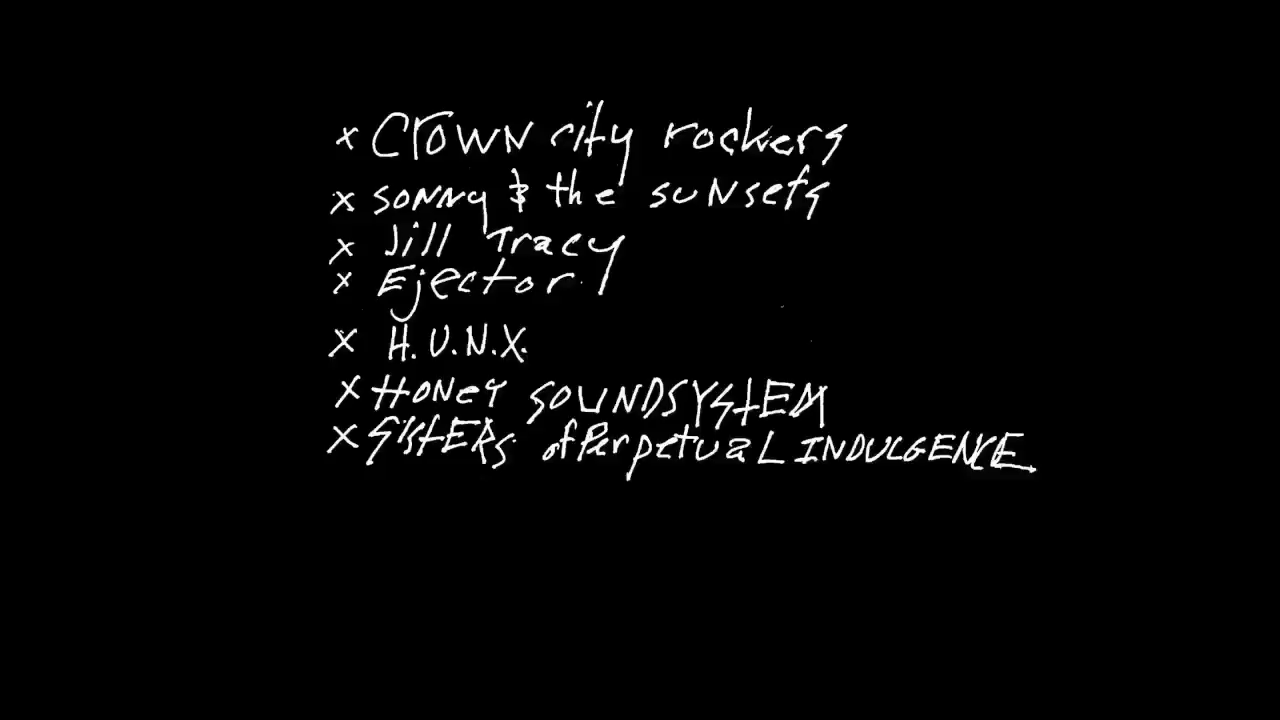 x Crown city rockers
x sonny & the sunsets
x Jill Tracy
x Ejector
x H.U.N.X.
x HONEY SOUNDSYSTEM
x SISTERS of Perpetual INDULGENCE